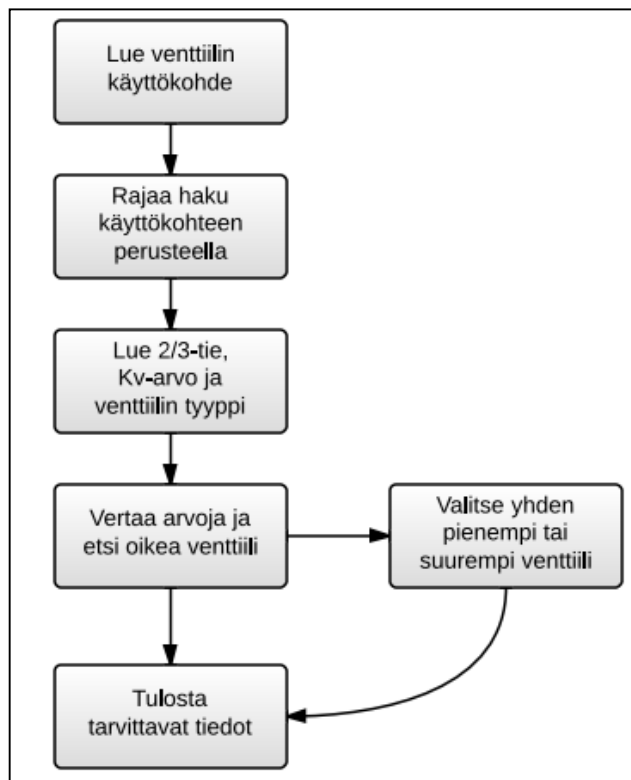 Lue venttiilin
käyttökohde
Rajaa haku
käyttökohteen
perusteella
Lue 2/3-tie,
Kv-arvo ja
venttiilin tyyppi
Vertaa arvoja ja
etsi oikea venttiili
Valitse yhden
pienempi tai
suurempi venttiili
Tulosta
tarvittavat tiedot